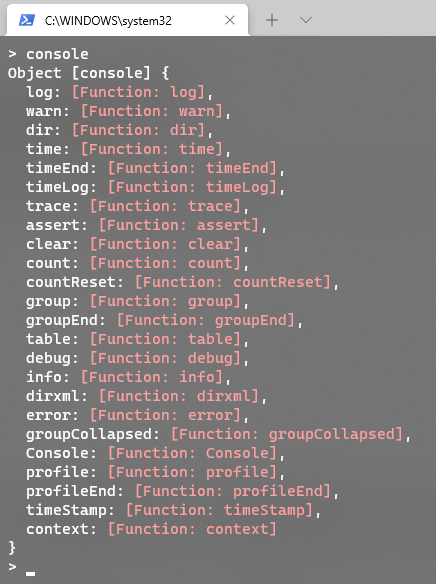 C:\WINDOWS\system32
> console
Object [console] {
  log: [Function: log],
  warn: [Function: warn],
  dir: [Function: dir],
  time: [Function: time],
  timeEnd: [Function: timeEnd],
  timeLog: [Function: timeLog],
  trace: [Function: trace],
  assert: [Function: assert],
  clear: [Function: clear],
  count: [Function: count],
  countReset: [Function: countReset],
  group: [Function: group],
  groupEnd: [Function: groupEnd],
  table: [Function: table],
  debug: [Function: debug],
  info: [Function: info],
  dirxml: [Function: dirxml],
  error: [Function: error],
  groupCollapsed: [Function: groupCollapsed],
  Console: [Function: Console],
  profile: [Function: profile],
  profileEnd: [Function: profileEnd],
  timeStamp: [Function: timeStamp],
  context: [Function: context]
}
> _